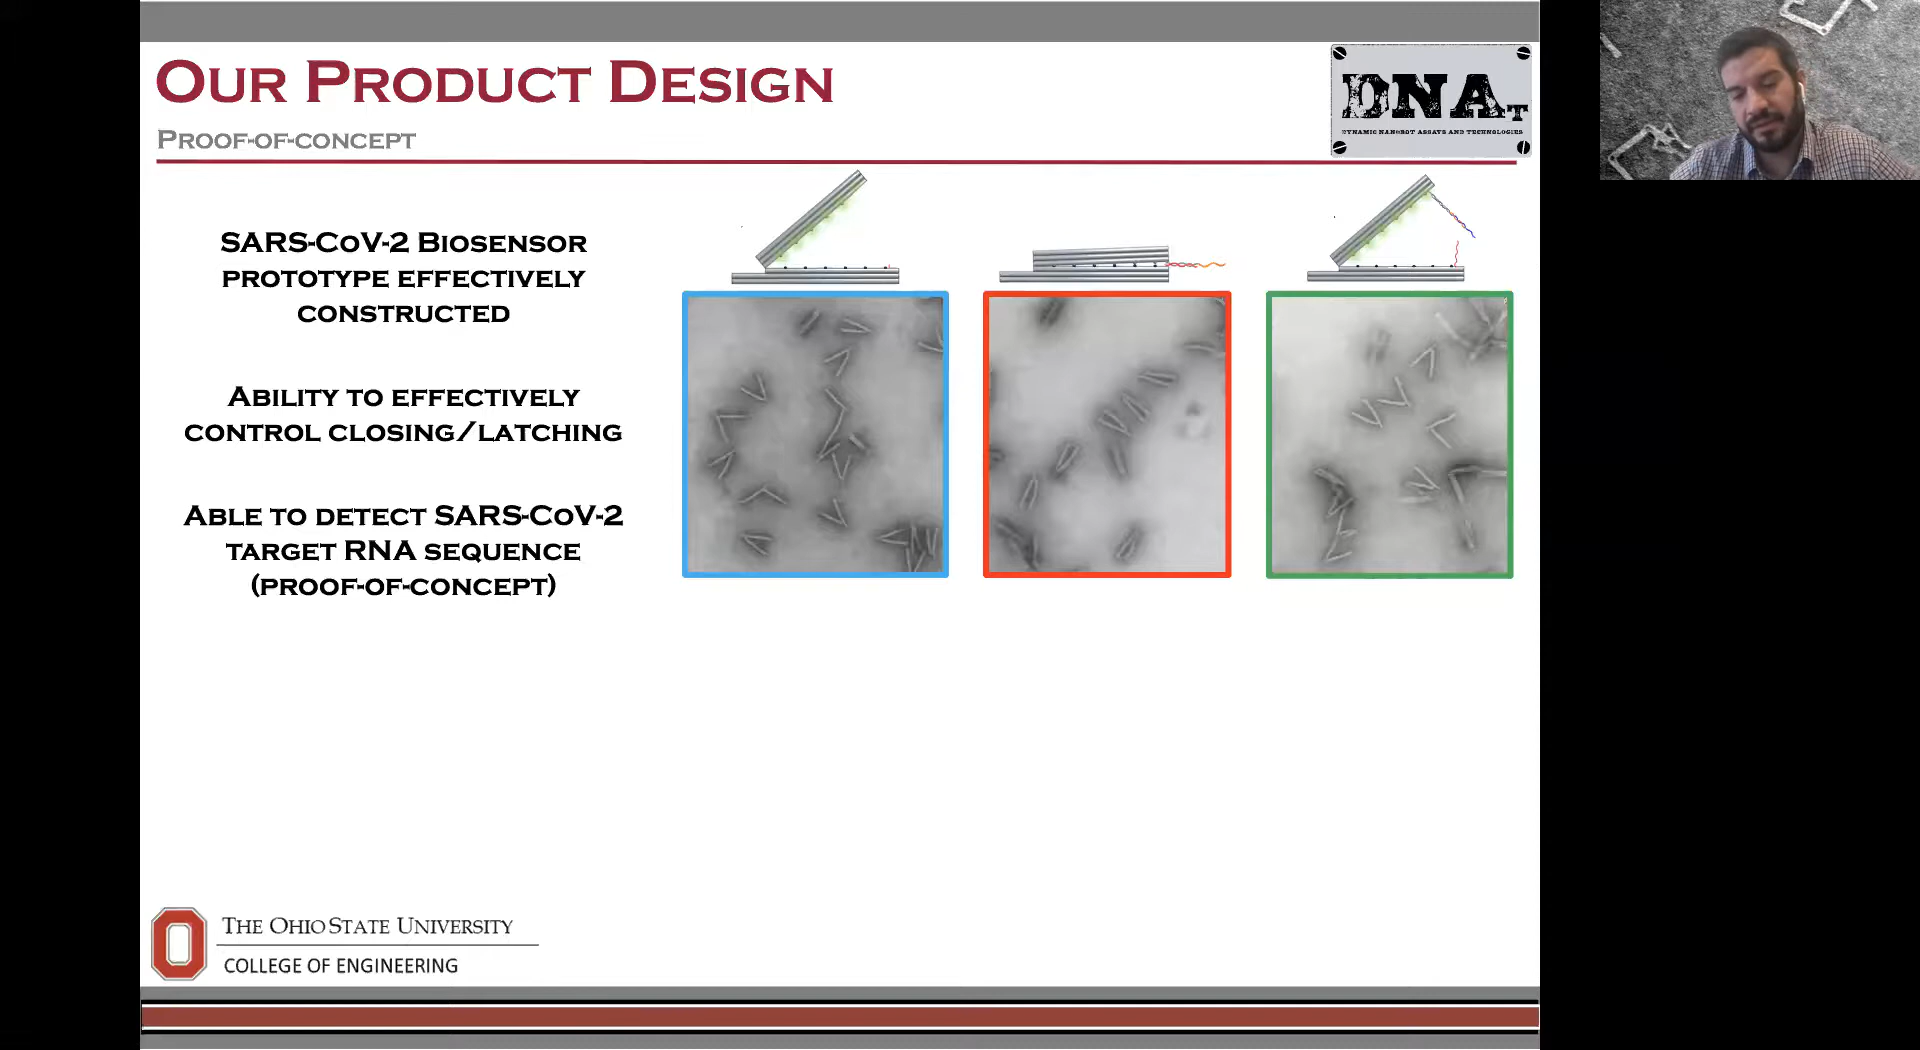 OUR PRODUCT DESIGN
PROOF-OF-CONCEPT
DNAT
DYNAMIC NANOBOT ASSAYS AND TECHNOLOGIES
SARS-COV-2 BIOSENSOR
PROTOTYPE EFFECTIVELY
CONSTRUCTED
ABILITY TO EFFECTIVELY
CONTROL CLOSING/LATCHING
ABLE TO DETECT SARS-COV-2
TARGET RNA SEQUENCE
(PROOF-OF-CONCEPT)
THE OHIO STATE UNIVERSITY
COLLEGE OF ENGINEERING